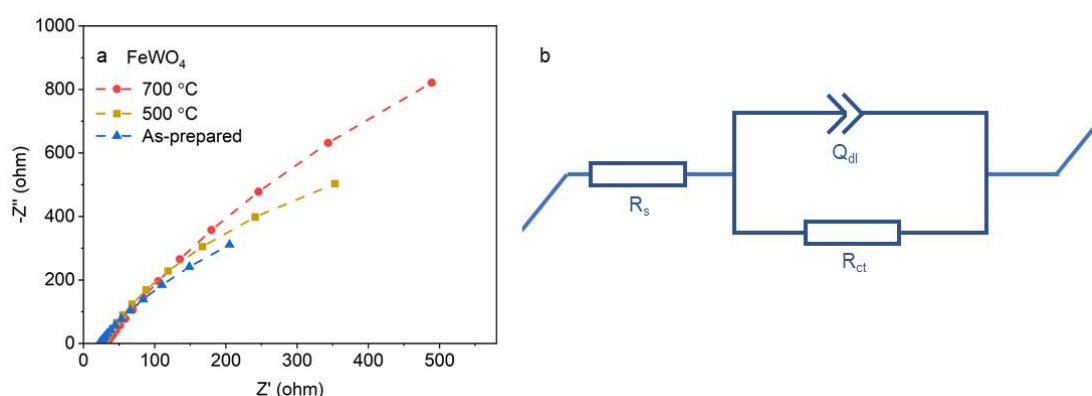 a FeWO₄
700 °C
500 °C
As-prepared
1000
800
600
400
200
0
-Z'' (ohm)
0 100 200 300 400 500
Z' (ohm)
b
Qdl
Rs
Rct